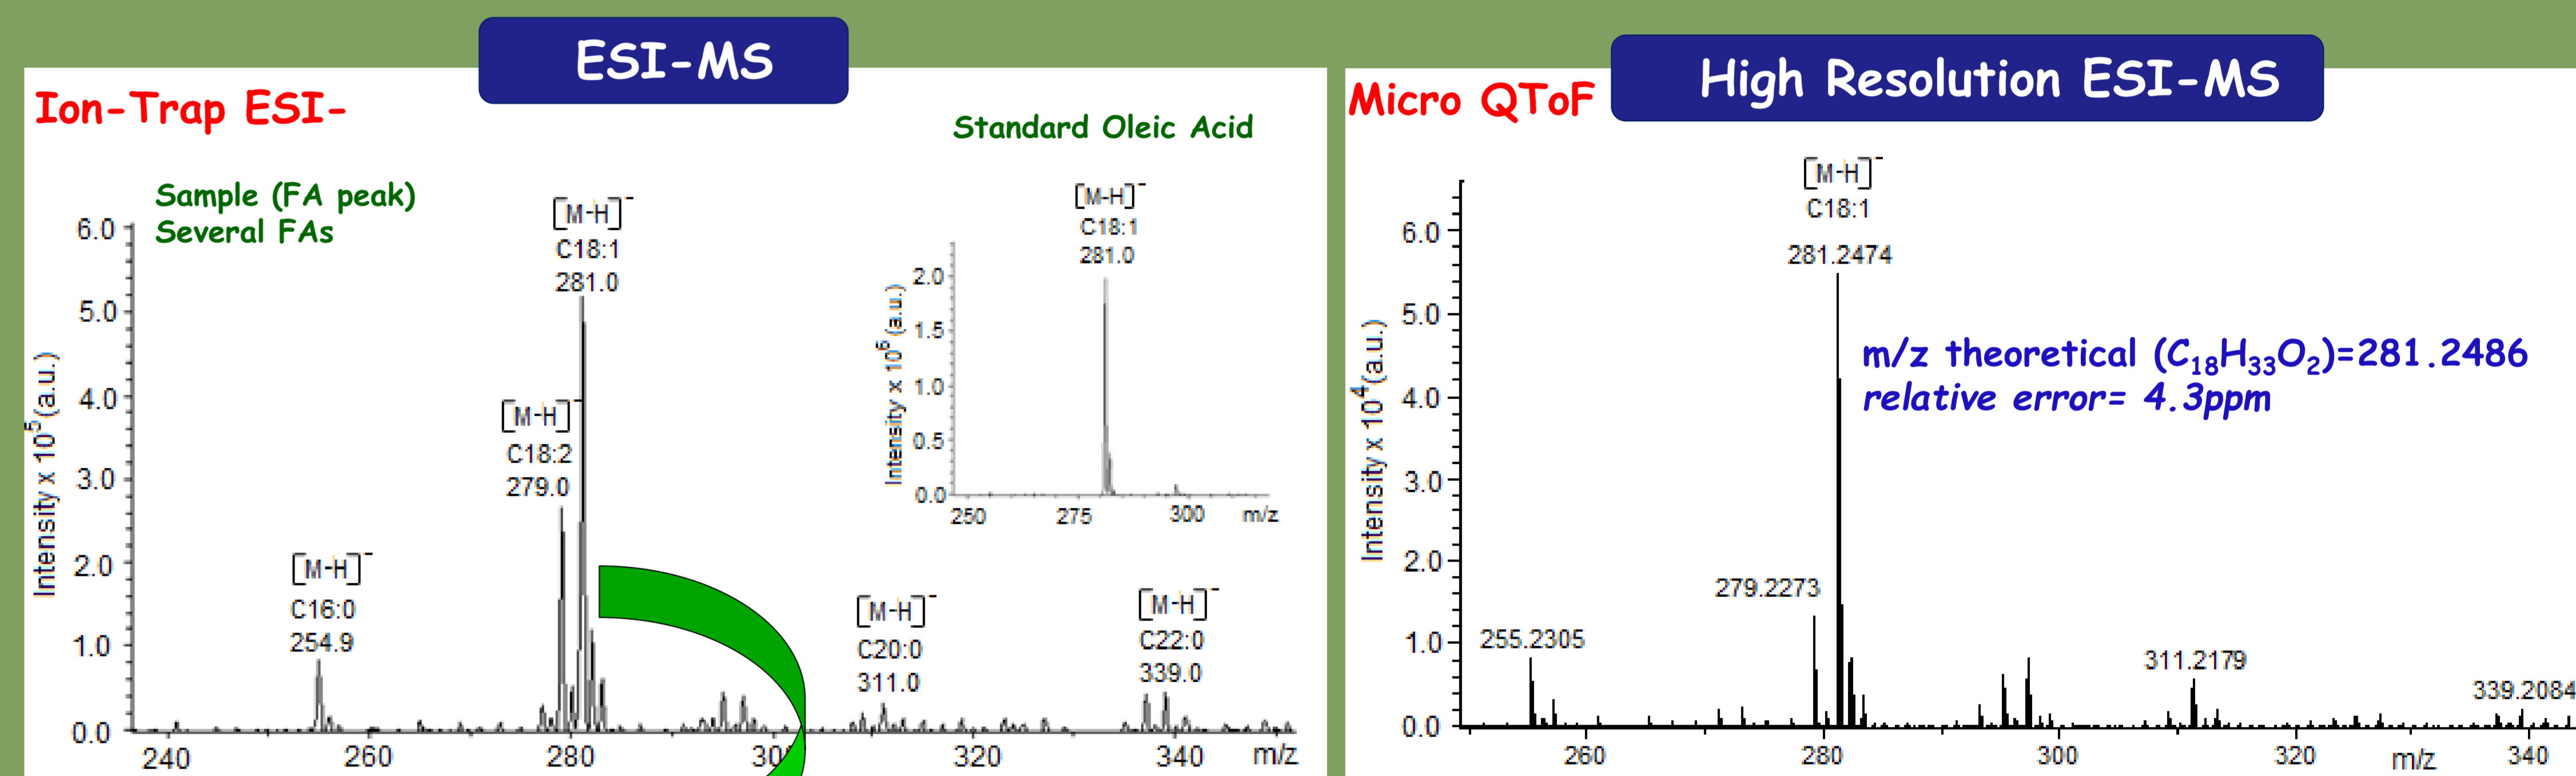 ESI-MS
Ion-Trap ESI-
Standard Oleic Acid
Sample (FA peak)
Several FAs
[M-H]-
C18:1
281.0
[M-H]-
C18:2
279.0
[M-H]-
C16:0
254.9
[M-H]-
C20:0
311.0
[M-H]-
C22:0
339.0
Intensity x 10⁵ (a.u.)
6.0
5.0
4.0
3.0
2.0
1.0
0.0
240 260 280 320 340 m/z
[M-H]-
C18:1
281.0
Intensity x 10⁶ (a.u.)
2.0
1.5
1.0
0.5
0.0
250 275 300 m/z
High Resolution ESI-MS
Micro QToF
[M-H]-
C18:1
281.2474
m/z theoretical (C₁₈H₃₃O₂)=281.2486
relative error= 4.3ppm
279.2273
255.2305
311.2179
339.2084
Intensity x 10⁴ (a.u.)
6.0
5.0
4.0
3.0
2.0
1.0
0.0
260 280 300 320 m/z 340